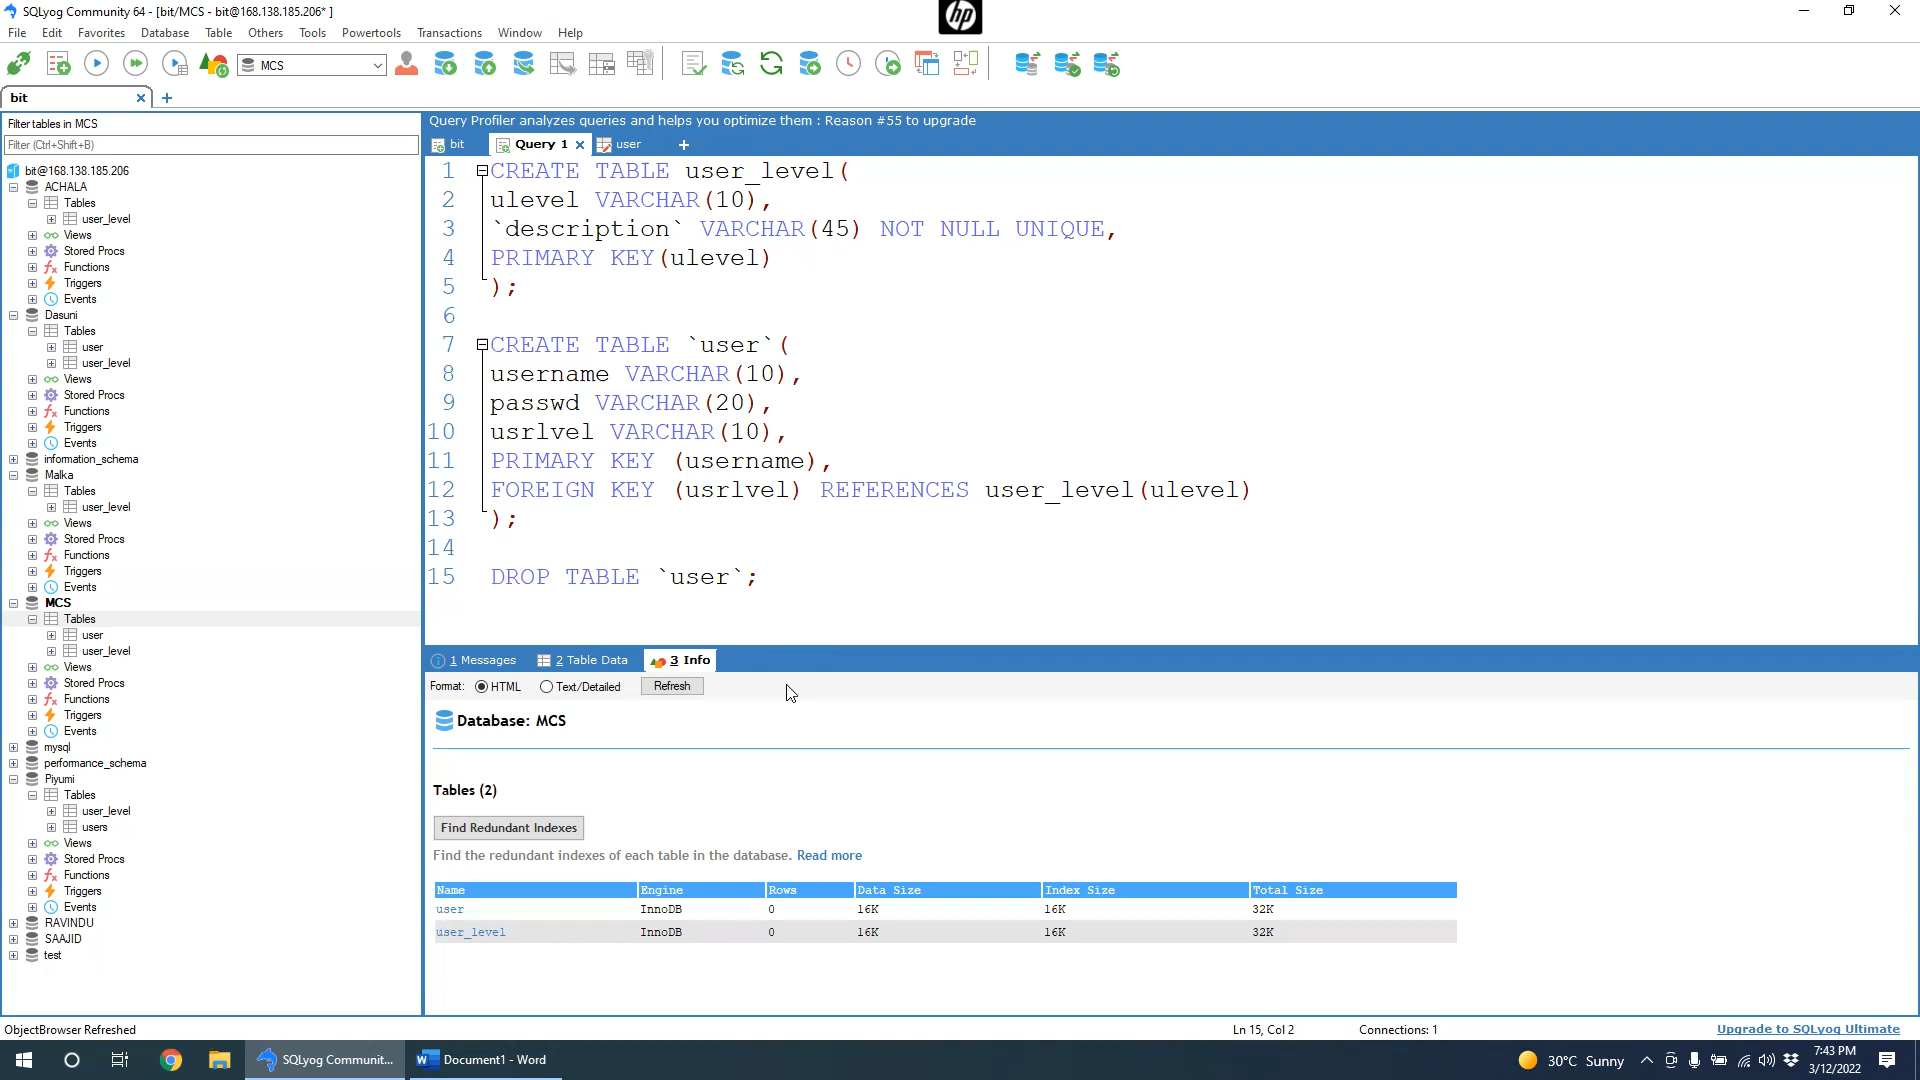 SQLyog Community 64 - [bit/MCS - bit@168.138.185.206* ]
hp
File Edit Favorites Database Table Others Tools Powertools Transactions Window Help
MCS
bit
Filter tables in MCS
Filter (Ctrl+Shift+B)
bit@168.138.185.206
ACHALA
Tables
user_level
Views
Stored Procs
Functions
Triggers
Events
Dasuni
Tables
user
user_level
Views
Stored Procs
Functions
Triggers
Events
information_schema
Malka
Tables
user_level
Views
Stored Procs
Functions
Triggers
Events
MCS
Tables
user
user_level
Views
Stored Procs
Functions
Triggers
Events
mysql
performance_schema
Piyumi
Tables
user_level
users
Views
Stored Procs
Functions
Triggers
Events
RAVINDU
SAAJID
test
Query Profiler analyzes queries and helps you optimize them : Reason #55 to upgrade
bit Query 1 user
1 CREATE TABLE user_level(
2 ulevel VARCHAR(10),
3 `description` VARCHAR(45) NOT NULL UNIQUE,
4 PRIMARY KEY(ulevel)
5 );
6
7 CREATE TABLE `user`(
8 username VARCHAR(10),
9 passwd VARCHAR(20),
10 usrlvel VARCHAR(10),
11 PRIMARY KEY (username),
12 FOREIGN KEY (usrlvel) REFERENCES user_level(ulevel)
13 );
14
15 DROP TABLE `user`;
1 Messages 2 Table Data 3 Info
Format: HTML Text/Detailed Refresh
Database: MCS
Tables (2)
Find Redundant Indexes
Find the redundant indexes of each table in the database. Read more
Name Engine Rows Data Size Index Size Total Size
user InnoDB 0 16K 16K 32K
user_level InnoDB 0 16K 16K 32K
ObjectBrowser Refreshed
Ln 15, Col 2 Connections: 1 Upgrade to SQLyog Ultimate
SQLyog Communit... Document1 - Word
30°C Sunny
7:43 PM
3/12/2022